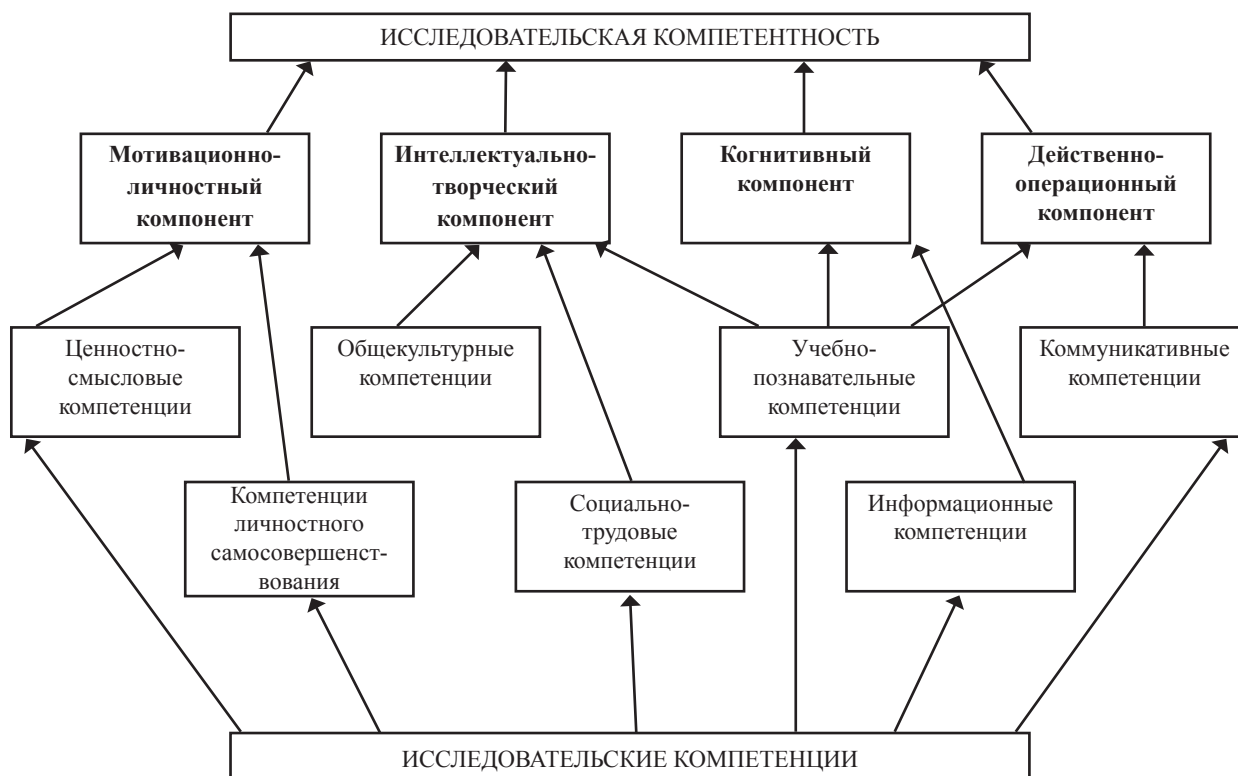 ИССЛЕДОВАТЕЛЬСКАЯ КОМПЕТЕНТНОСТЬ
Мотивационно-
личностный
компонент
Интеллектуально-
творческий
компонент
Когнитивный
компонент
Действенно-
операционный
компонент
Ценностно-
смысловые
компетенции
Общекультурные
компетенции
Учебно-
познавательные
компетенции
Коммуникативные
компетенции
Компетенции
личностного
самосовершенст-
вования
Социально-
трудовые
компетенции
Информационные
компетенции
ИССЛЕДОВАТЕЛЬСКИЕ КОМПЕТЕНЦИИ